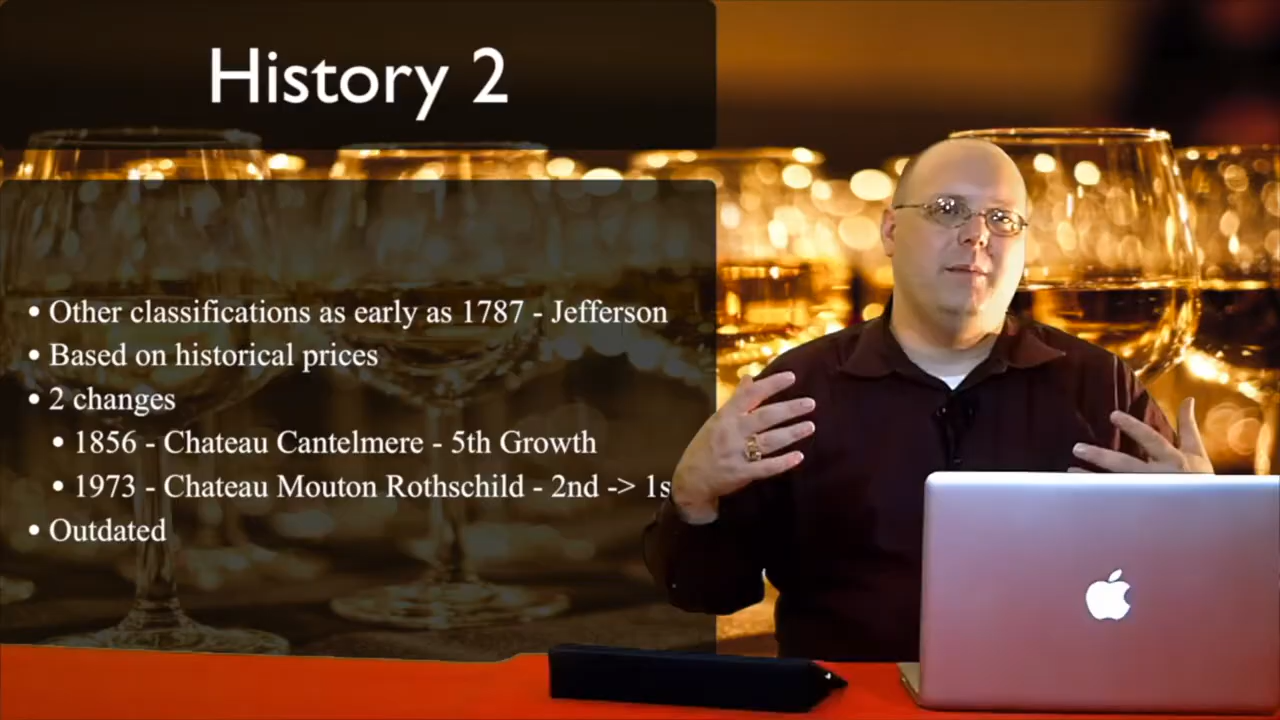 History 2
• Other classifications as early as 1787 - Jefferson
• Based on historical prices
• 2 changes
• 1856 - Chateau Cantelmere - 5th Growth
• 1973 - Chateau Mouton Rothschild - 2nd -> 1s
• Outdated